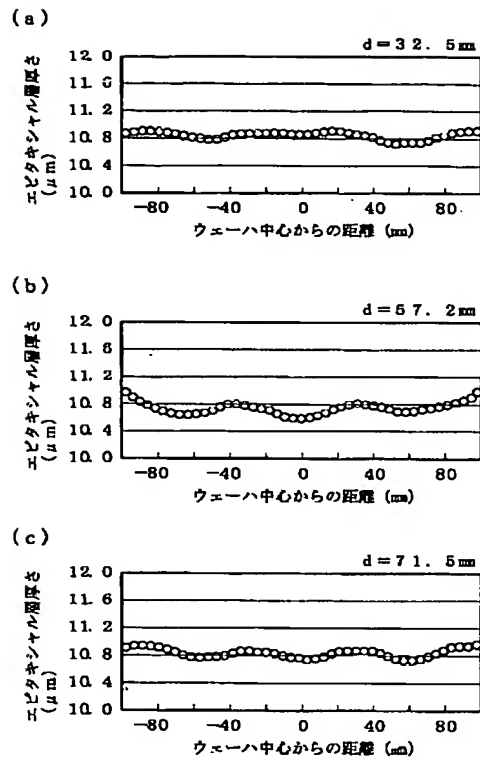 (a)
d=32.5㎜
エピタキシャル層厚さ
(μm)
12.0
11.6
11.2
10.8
10.4
10.0
-80 -40 0 40 80
ウェーハ中心からの距離 (㎜)
(b)
d=57.2㎜
エピタキシャル層厚さ
(μm)
12.0
11.6
11.2
10.8
10.4
10.0
-80 -40 0 40 80
ウェーハ中心からの距離 (㎜)
(c)
d=71.5㎜
エピタキシャル層厚さ
(μm)
12.0
11.6
11.2
10.8
10.4
10.0
-80 -40 0 40 80
ウェーハ中心からの距離 (㎜)